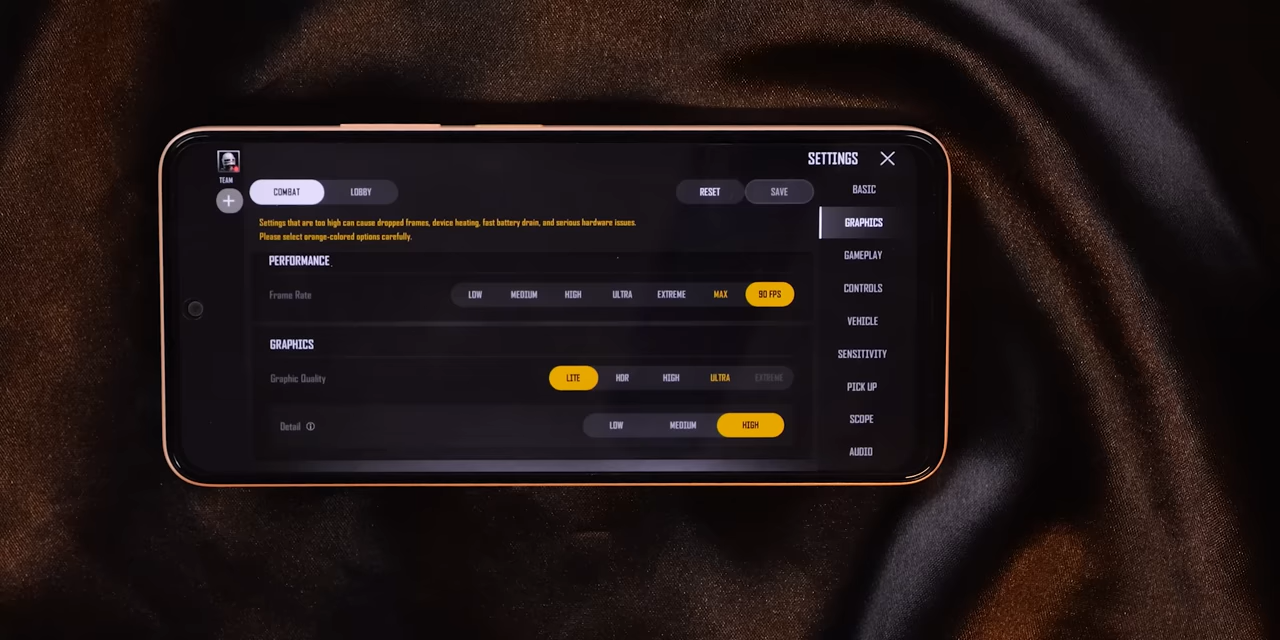 SETTINGS
TEAM
COMBAT LOBBY RESET SAVE
Settings that are too high can cause dropped frames, device heating, fast battery drain, and serious hardware issues.
Please select orange-colored options carefully.
PERFORMANCE
Frame Rate LOW MEDIUM HIGH ULTRA EXTREME MAX 90 FPS
GRAPHICS
Graphic Quality LITE HDR HIGH ULTRA EXTREME
Detail LOW MEDIUM HIGH
BASIC
GRAPHICS
GAMEPLAY
CONTROLS
VEHICLE
SENSITIVITY
PICK UP
SCOPE
AUDIO